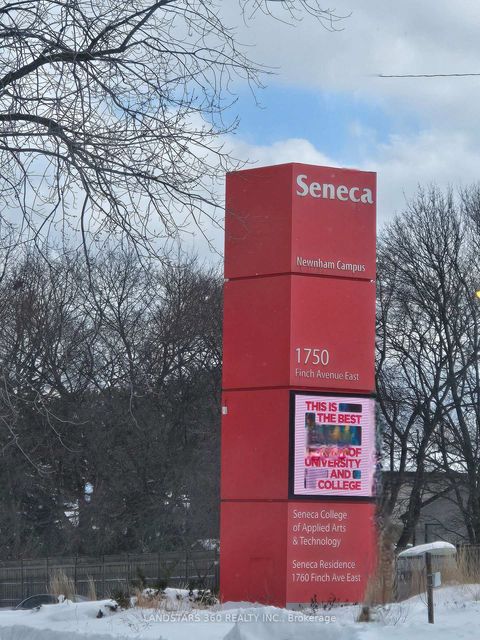 Seneca
Newnham Campus
1750
Finch Avenue East
THIS IS
THE BEST
OF
UNIVERSITY
AND
COLLEGE
Seneca College
of Applied Arts
& Technology
Seneca Residence
1760 Finch Ave East
LANDSTARS 360 REALTY INC., Brokerage